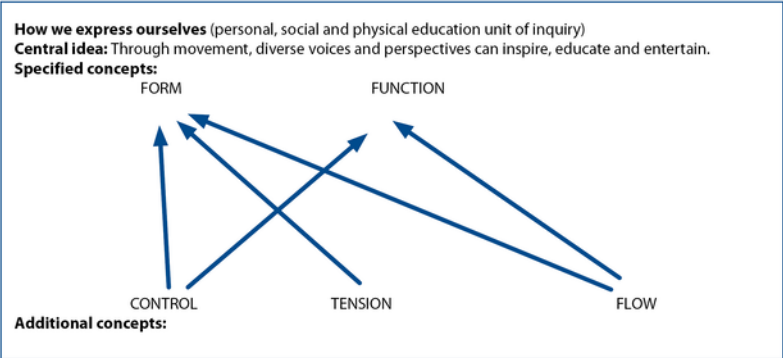 How we express ourselves (personal, social and physical education unit of inquiry)
Central idea: Through movement, diverse voices and perspectives can inspire, educate and entertain.
Specified concepts:
FORM FUNCTION
CONTROL TENSION FLOW
Additional concepts: